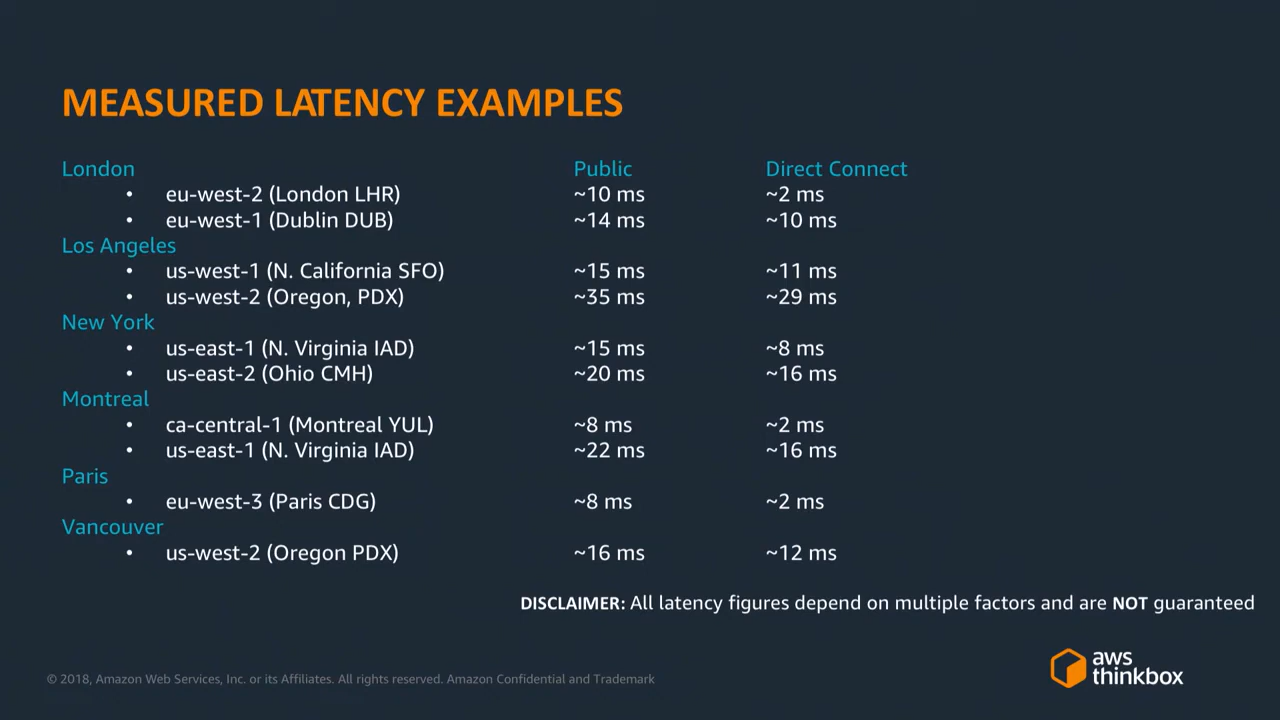 MEASURED LATENCY EXAMPLES
London Public Direct Connect
• eu-west-2 (London LHR) ~10 ms ~2 ms
• eu-west-1 (Dublin DUB) ~14 ms ~10 ms
Los Angeles
• us-west-1 (N. California SFO) ~15 ms ~11 ms
• us-west-2 (Oregon, PDX) ~35 ms ~29 ms
New York
• us-east-1 (N. Virginia IAD) ~15 ms ~8 ms
• us-east-2 (Ohio CMH) ~20 ms ~16 ms
Montreal
• ca-central-1 (Montreal YUL) ~8 ms ~2 ms
• us-east-1 (N. Virginia IAD) ~22 ms ~16 ms
Paris
• eu-west-3 (Paris CDG) ~8 ms ~2 ms
Vancouver
• us-west-2 (Oregon PDX) ~16 ms ~12 ms
DISCLAIMER: All latency figures depend on multiple factors and are NOT guaranteed
© 2018, Amazon Web Services, Inc. or its Affiliates. All rights reserved. Amazon Confidential and Trademark
aws
thinkbox